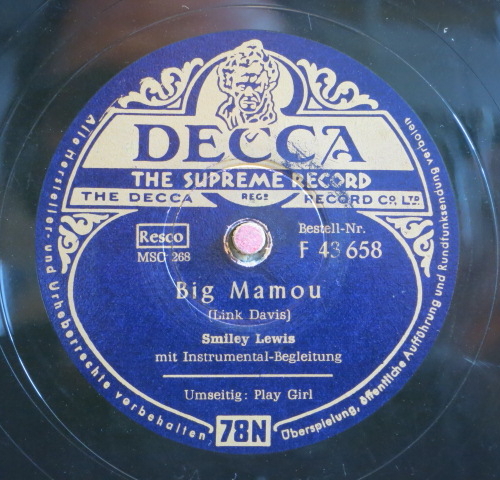 DECCA
THE SUPREME RECORD
THE DECCA REGD RECORD CO. LTD.
Resco
MSC 268
Bestell-Nr.
F 43 658
Big Mamou
(Link Davis)
Smiley Lewis
mit Instrumental-Begleitung
Umseitig: Play Girl
78N
Alle Hersteller- und Urheberrechte vorbehalten
Überspielung, öffentliche Aufführung und Rundfunksendung verboten